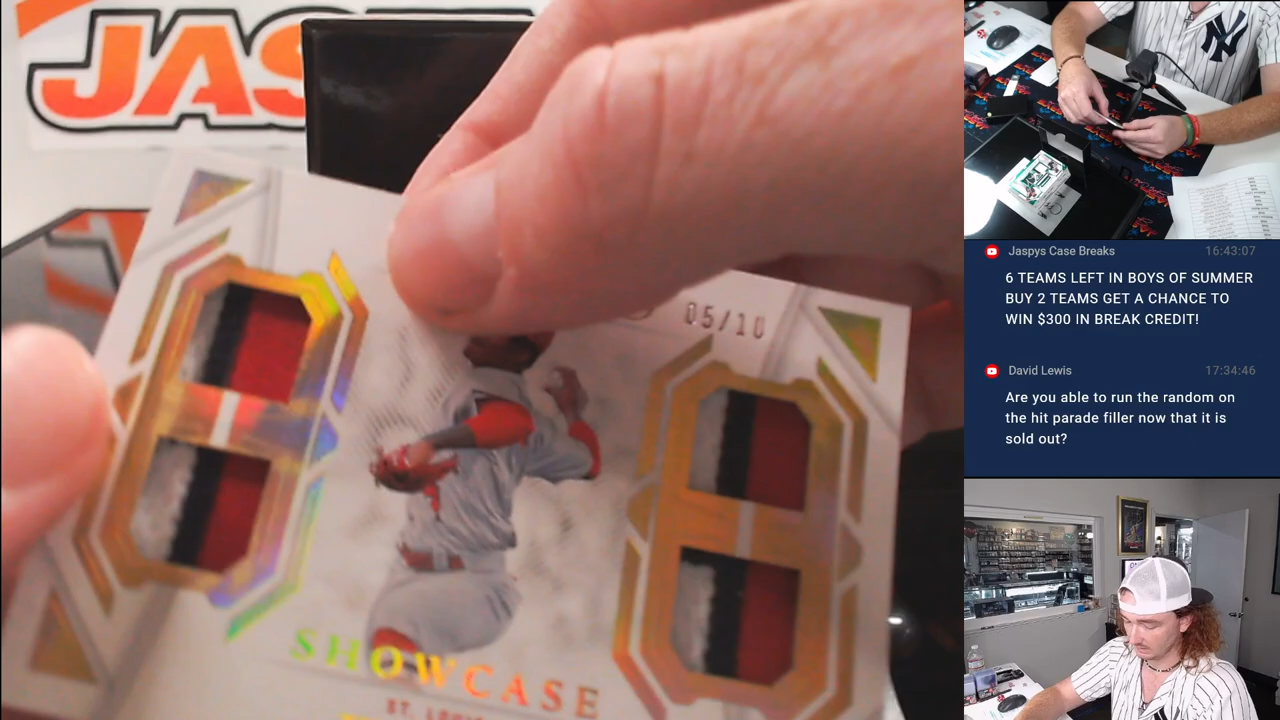 JAS
05/10
SHOWCASE
ST. LOUIS
NY
Jaspys Case Breaks 16:43:07
6 TEAMS LEFT IN BOYS OF SUMMER
BUY 2 TEAMS GET A CHANCE TO
WIN $300 IN BREAK CREDIT!
David Lewis 17:34:46
Are you able to run the random on
the hit parade filler now that it is
sold out?